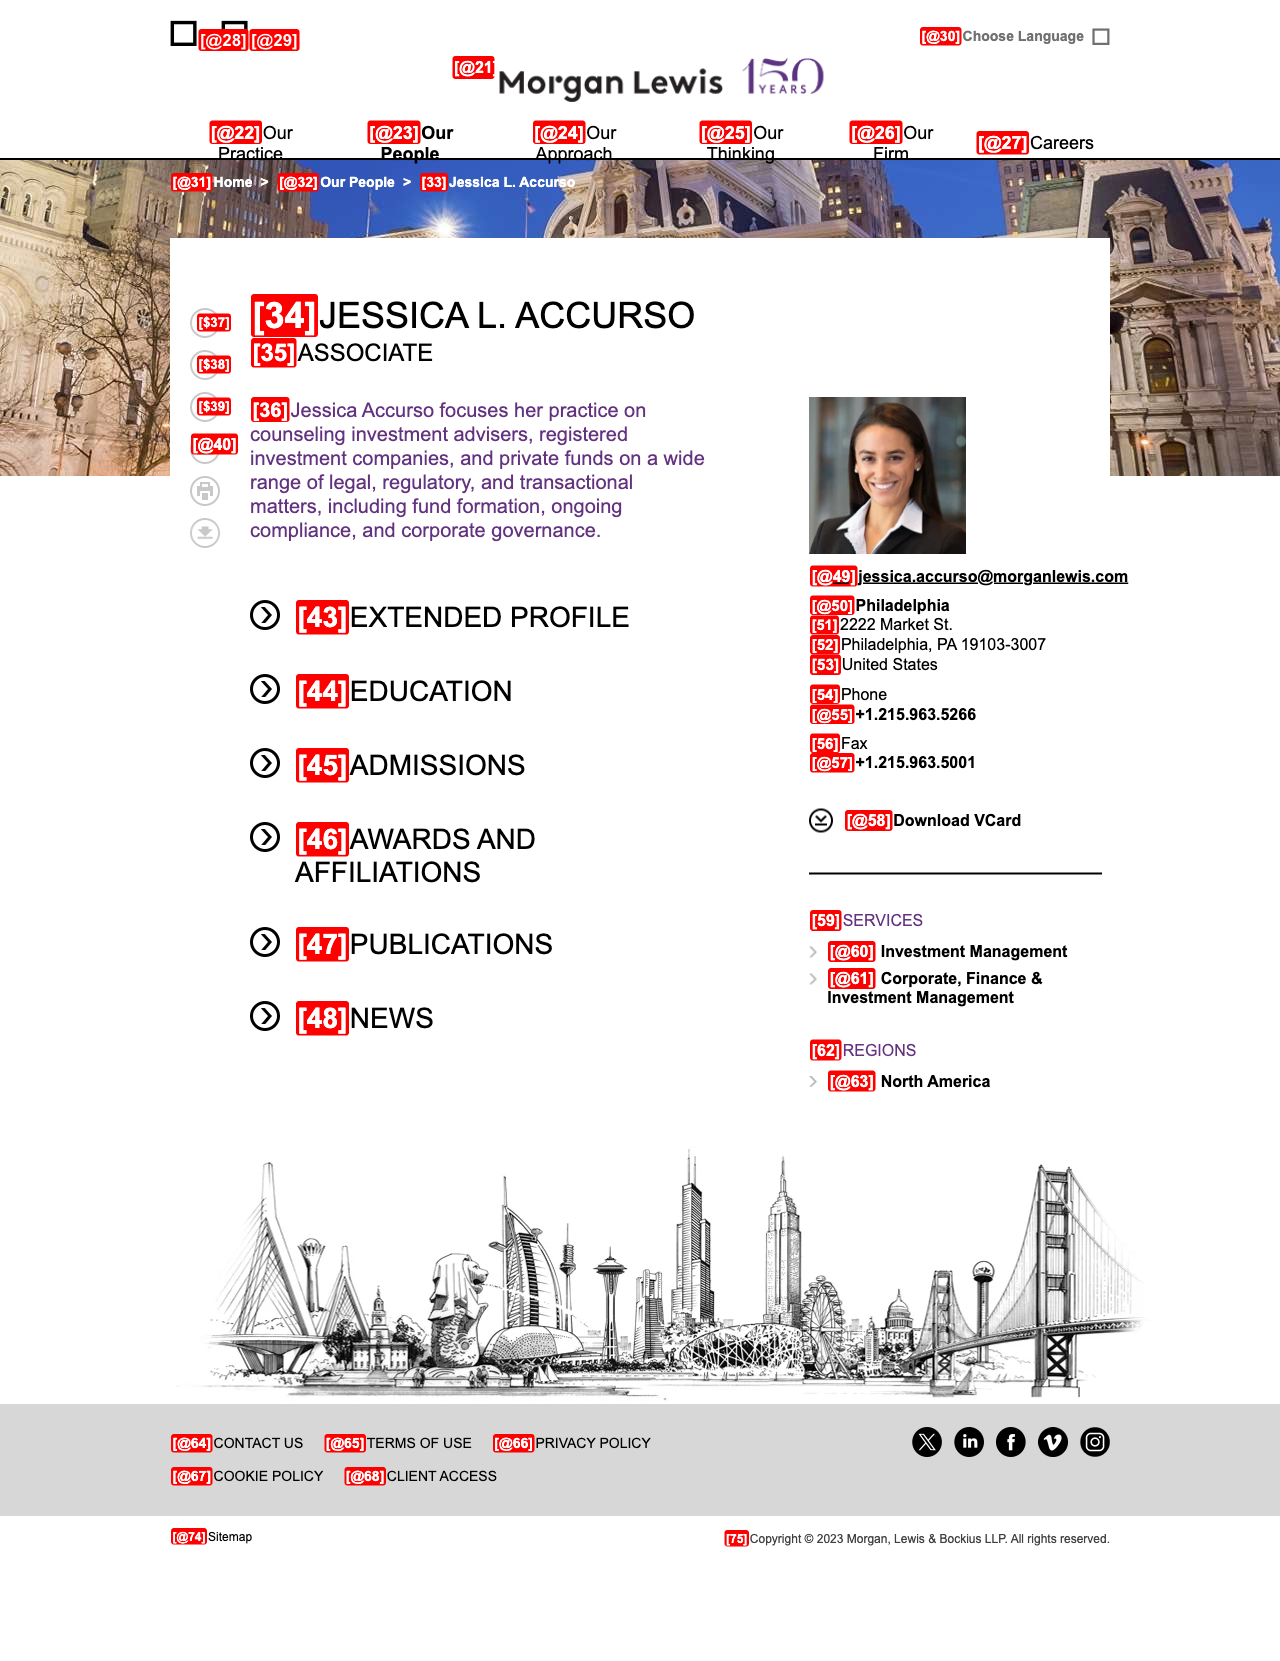 [@28] [@29]
[@30] Choose Language
[@21] Morgan Lewis 150 YEARS
[@22] Our Practice
[@23] Our People
[@24] Our Approach
[@25] Our Thinking
[@26] Our Firm
[@27] Careers
[@31] Home > [@32] Our People > [33] Jessica L. Accurso
[34] JESSICA L. ACCURSO
[35] ASSOCIATE
[$37]
[$38]
[$39]
[@40]
[36] Jessica Accurso focuses her practice on
counseling investment advisers, registered
investment companies, and private funds on a wide
range of legal, regulatory, and transactional
matters, including fund formation, ongoing
compliance, and corporate governance.
[43] EXTENDED PROFILE
[44] EDUCATION
[45] ADMISSIONS
[46] AWARDS AND
AFFILIATIONS
[47] PUBLICATIONS
[48] NEWS
[@49] jessica.accurso@morganlewis.com
[@50] Philadelphia
[51] 2222 Market St.
[52] Philadelphia, PA 19103-3007
[53] United States
[54] Phone
[@55] +1.215.963.5266
[56] Fax
[@57] +1.215.963.5001
[@58] Download VCard
[59] SERVICES
[@60] Investment Management
[@61] Corporate, Finance &
Investment Management
[62] REGIONS
[@63] North America
[@64] CONTACT US [@65] TERMS OF USE [@66] PRIVACY POLICY
[@67] COOKIE POLICY [@68] CLIENT ACCESS
[@74] Sitemap
[75] Copyright © 2023 Morgan, Lewis & Bockius LLP. All rights reserved.